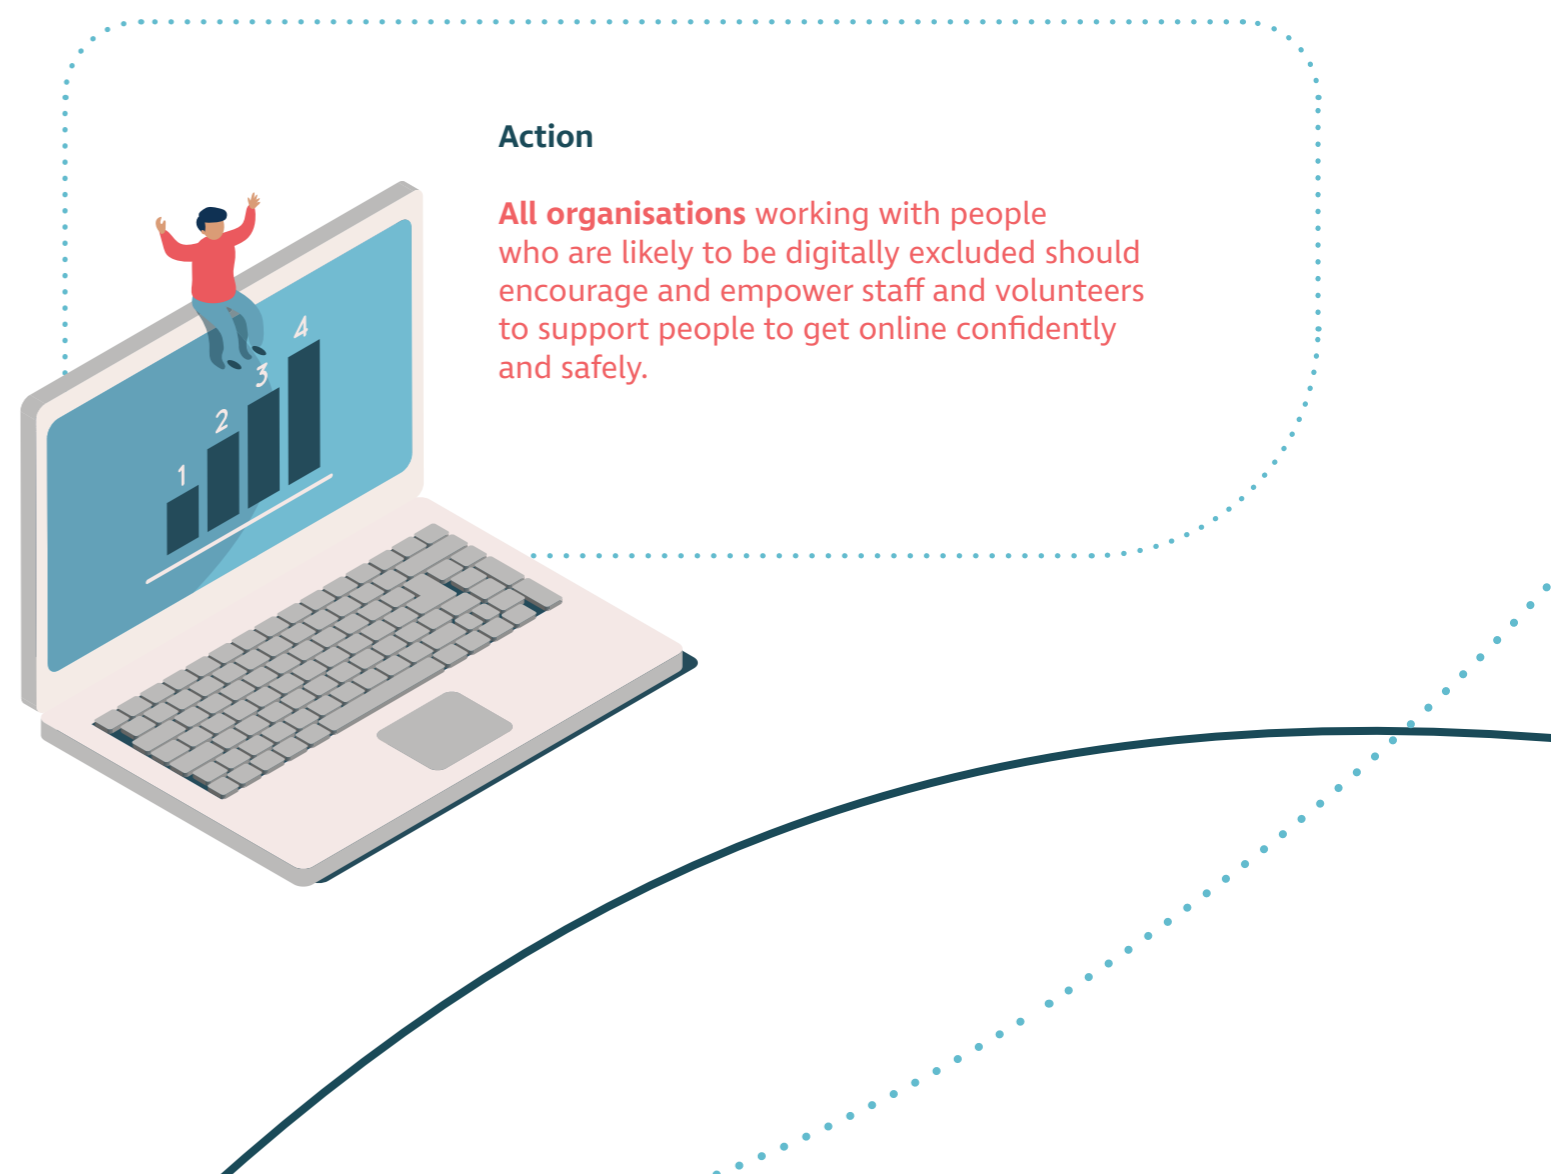 Action
All organisations working with people
who are likely to be digitally excluded should
encourage and empower staff and volunteers
to support people to get online confidently
and safely.
1
2
3
4